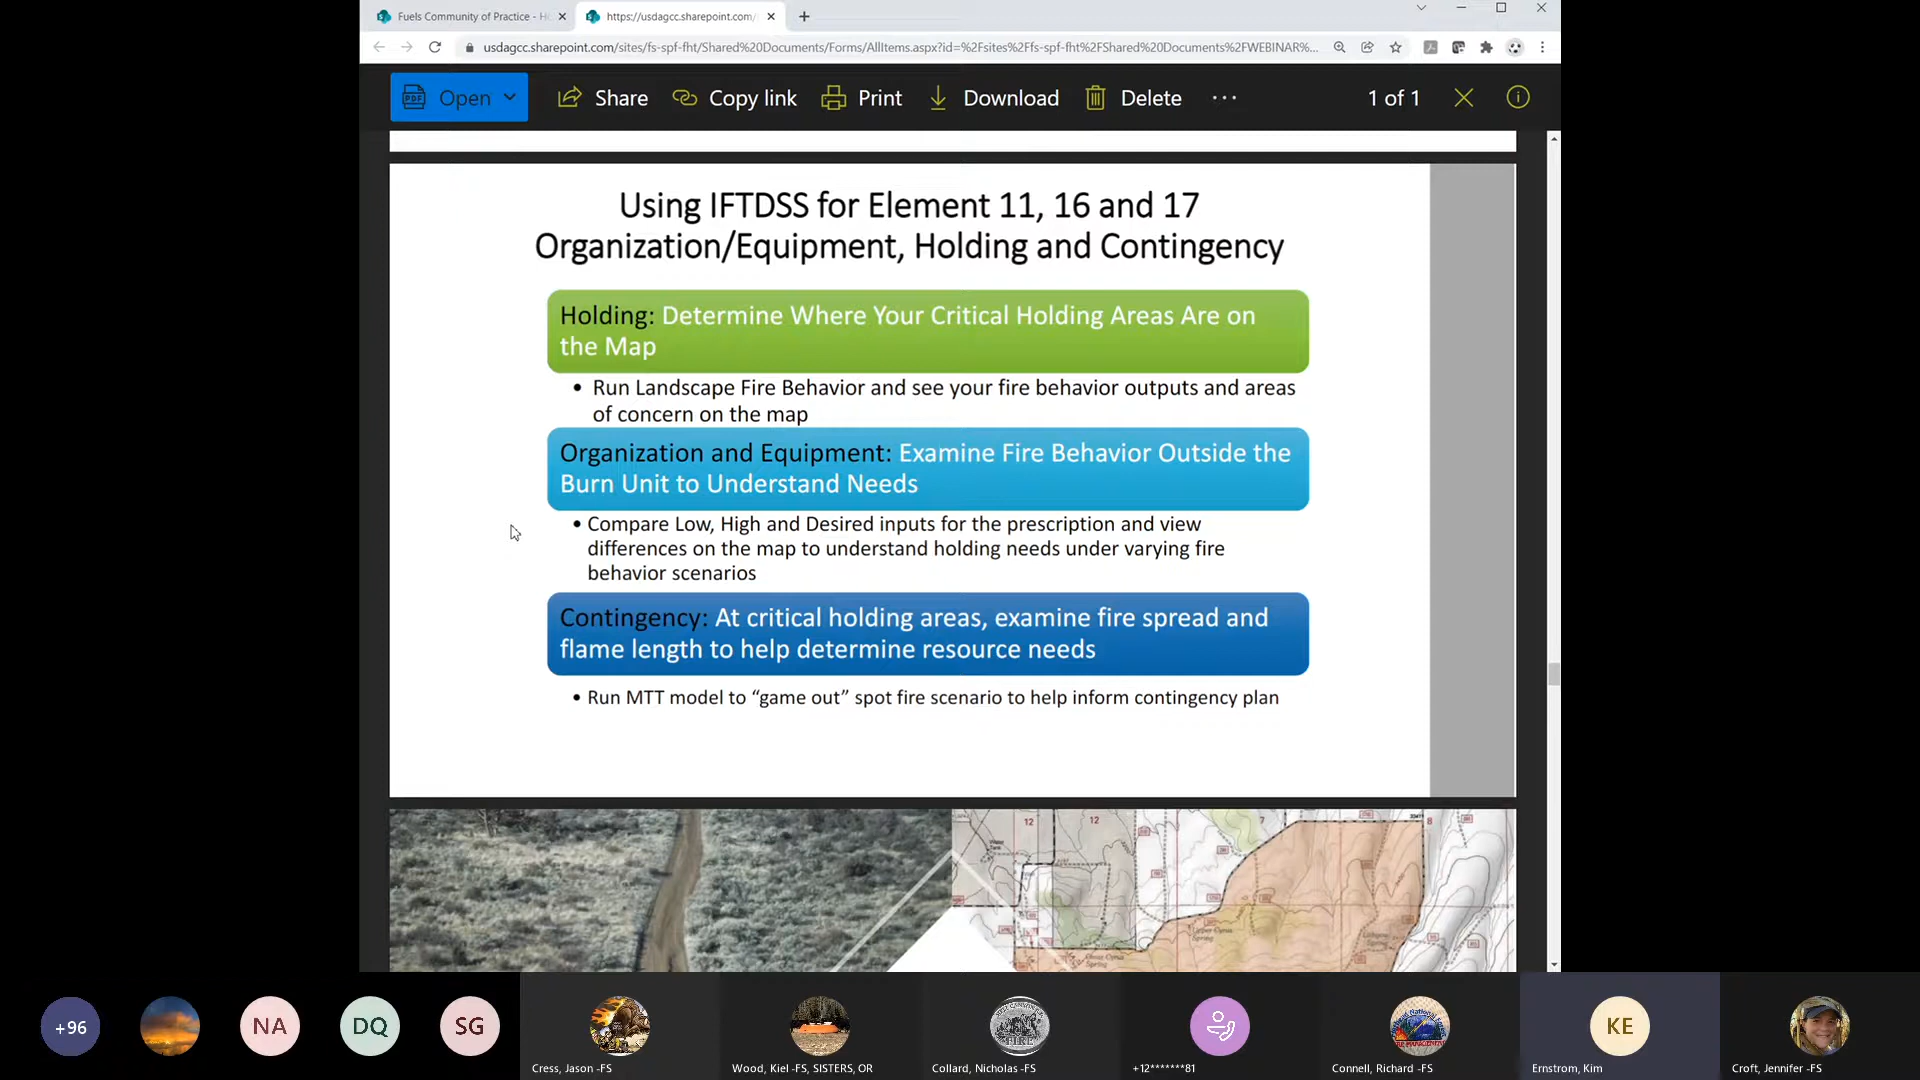 Fuels Community of Practice - H
https://usdagcc.sharepoint.com/
usdagcc.sharepoint.com/sites/fs-spf-fht/Shared%20Documents/Forms/AllItems.aspx?id=%2Fsites%2Ffs-spf-fht%2FShared%20Documents%2FWEBINAR%...
PDF
Open
Share
Copy link
Print
Download
Delete
1 of 1
Using IFTDSS for Element 11, 16 and 17
Organization/Equipment, Holding and Contingency
Holding: Determine Where Your Critical Holding Areas Are on
the Map
• Run Landscape Fire Behavior and see your fire behavior outputs and areas
of concern on the map
Organization and Equipment: Examine Fire Behavior Outside the
Burn Unit to Understand Needs
• Compare Low, High and Desired inputs for the prescription and view
differences on the map to understand holding needs under varying fire
behavior scenarios
Contingency: At critical holding areas, examine fire spread and
flame length to help determine resource needs
• Run MTT model to “game out” spot fire scenario to help inform contingency plan
12
12
7
8
+96
NA
DQ
SG
KE
Cress, Jason -FS
Wood, Kiel -FS, SISTERS, OR
Collard, Nicholas -FS
+12*******81
Connell, Richard -FS
Ernstrom, Kim
Croft, Jennifer -FS